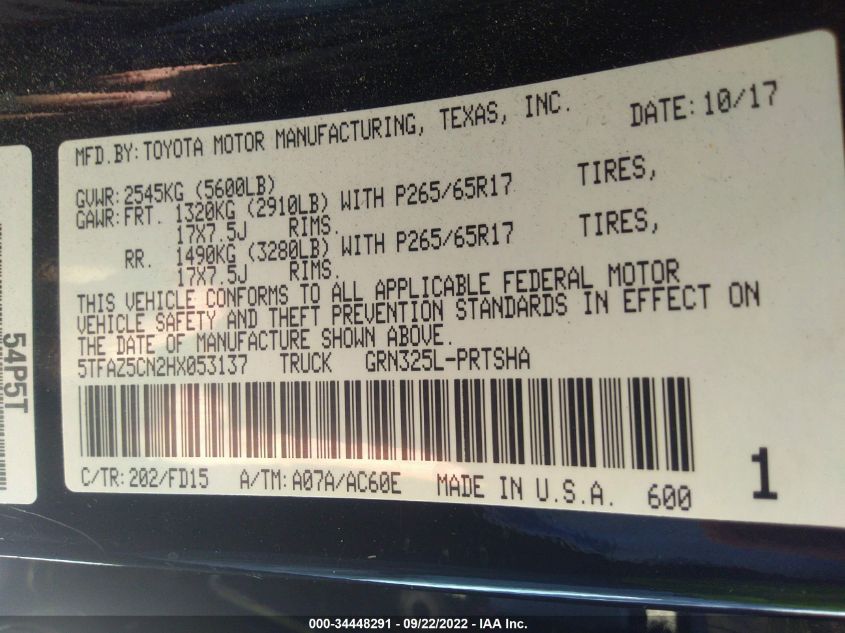 MFD.BY:TOYOTA MOTOR MANUFACTURING, TEXAS, INC. DATE:10/17
GVWR:2545KG (5600LB)
GAWR:FRT. 1320KG (2910LB) WITH P265/65R17 TIRES,
17X7.5J RIMS.
RR. 1490KG (3280LB) WITH P265/65R17 TIRES,
17X7.5J RIMS.
THIS VEHICLE CONFORMS TO ALL APPLICABLE FEDERAL MOTOR
VEHICLE SAFETY AND THEFT PREVENTION STANDARDS IN EFFECT ON
THE DATE OF MANUFACTURE SHOWN ABOVE.
5TFAZ5CN2HX053137 TRUCK GRN325L-PRTSHA
C/TR:202/FD15 A/TM:A07A/AC60E MADE IN U.S.A. 600
1
54P5T
000-34448291 - 09/22/2022 - IAA Inc.